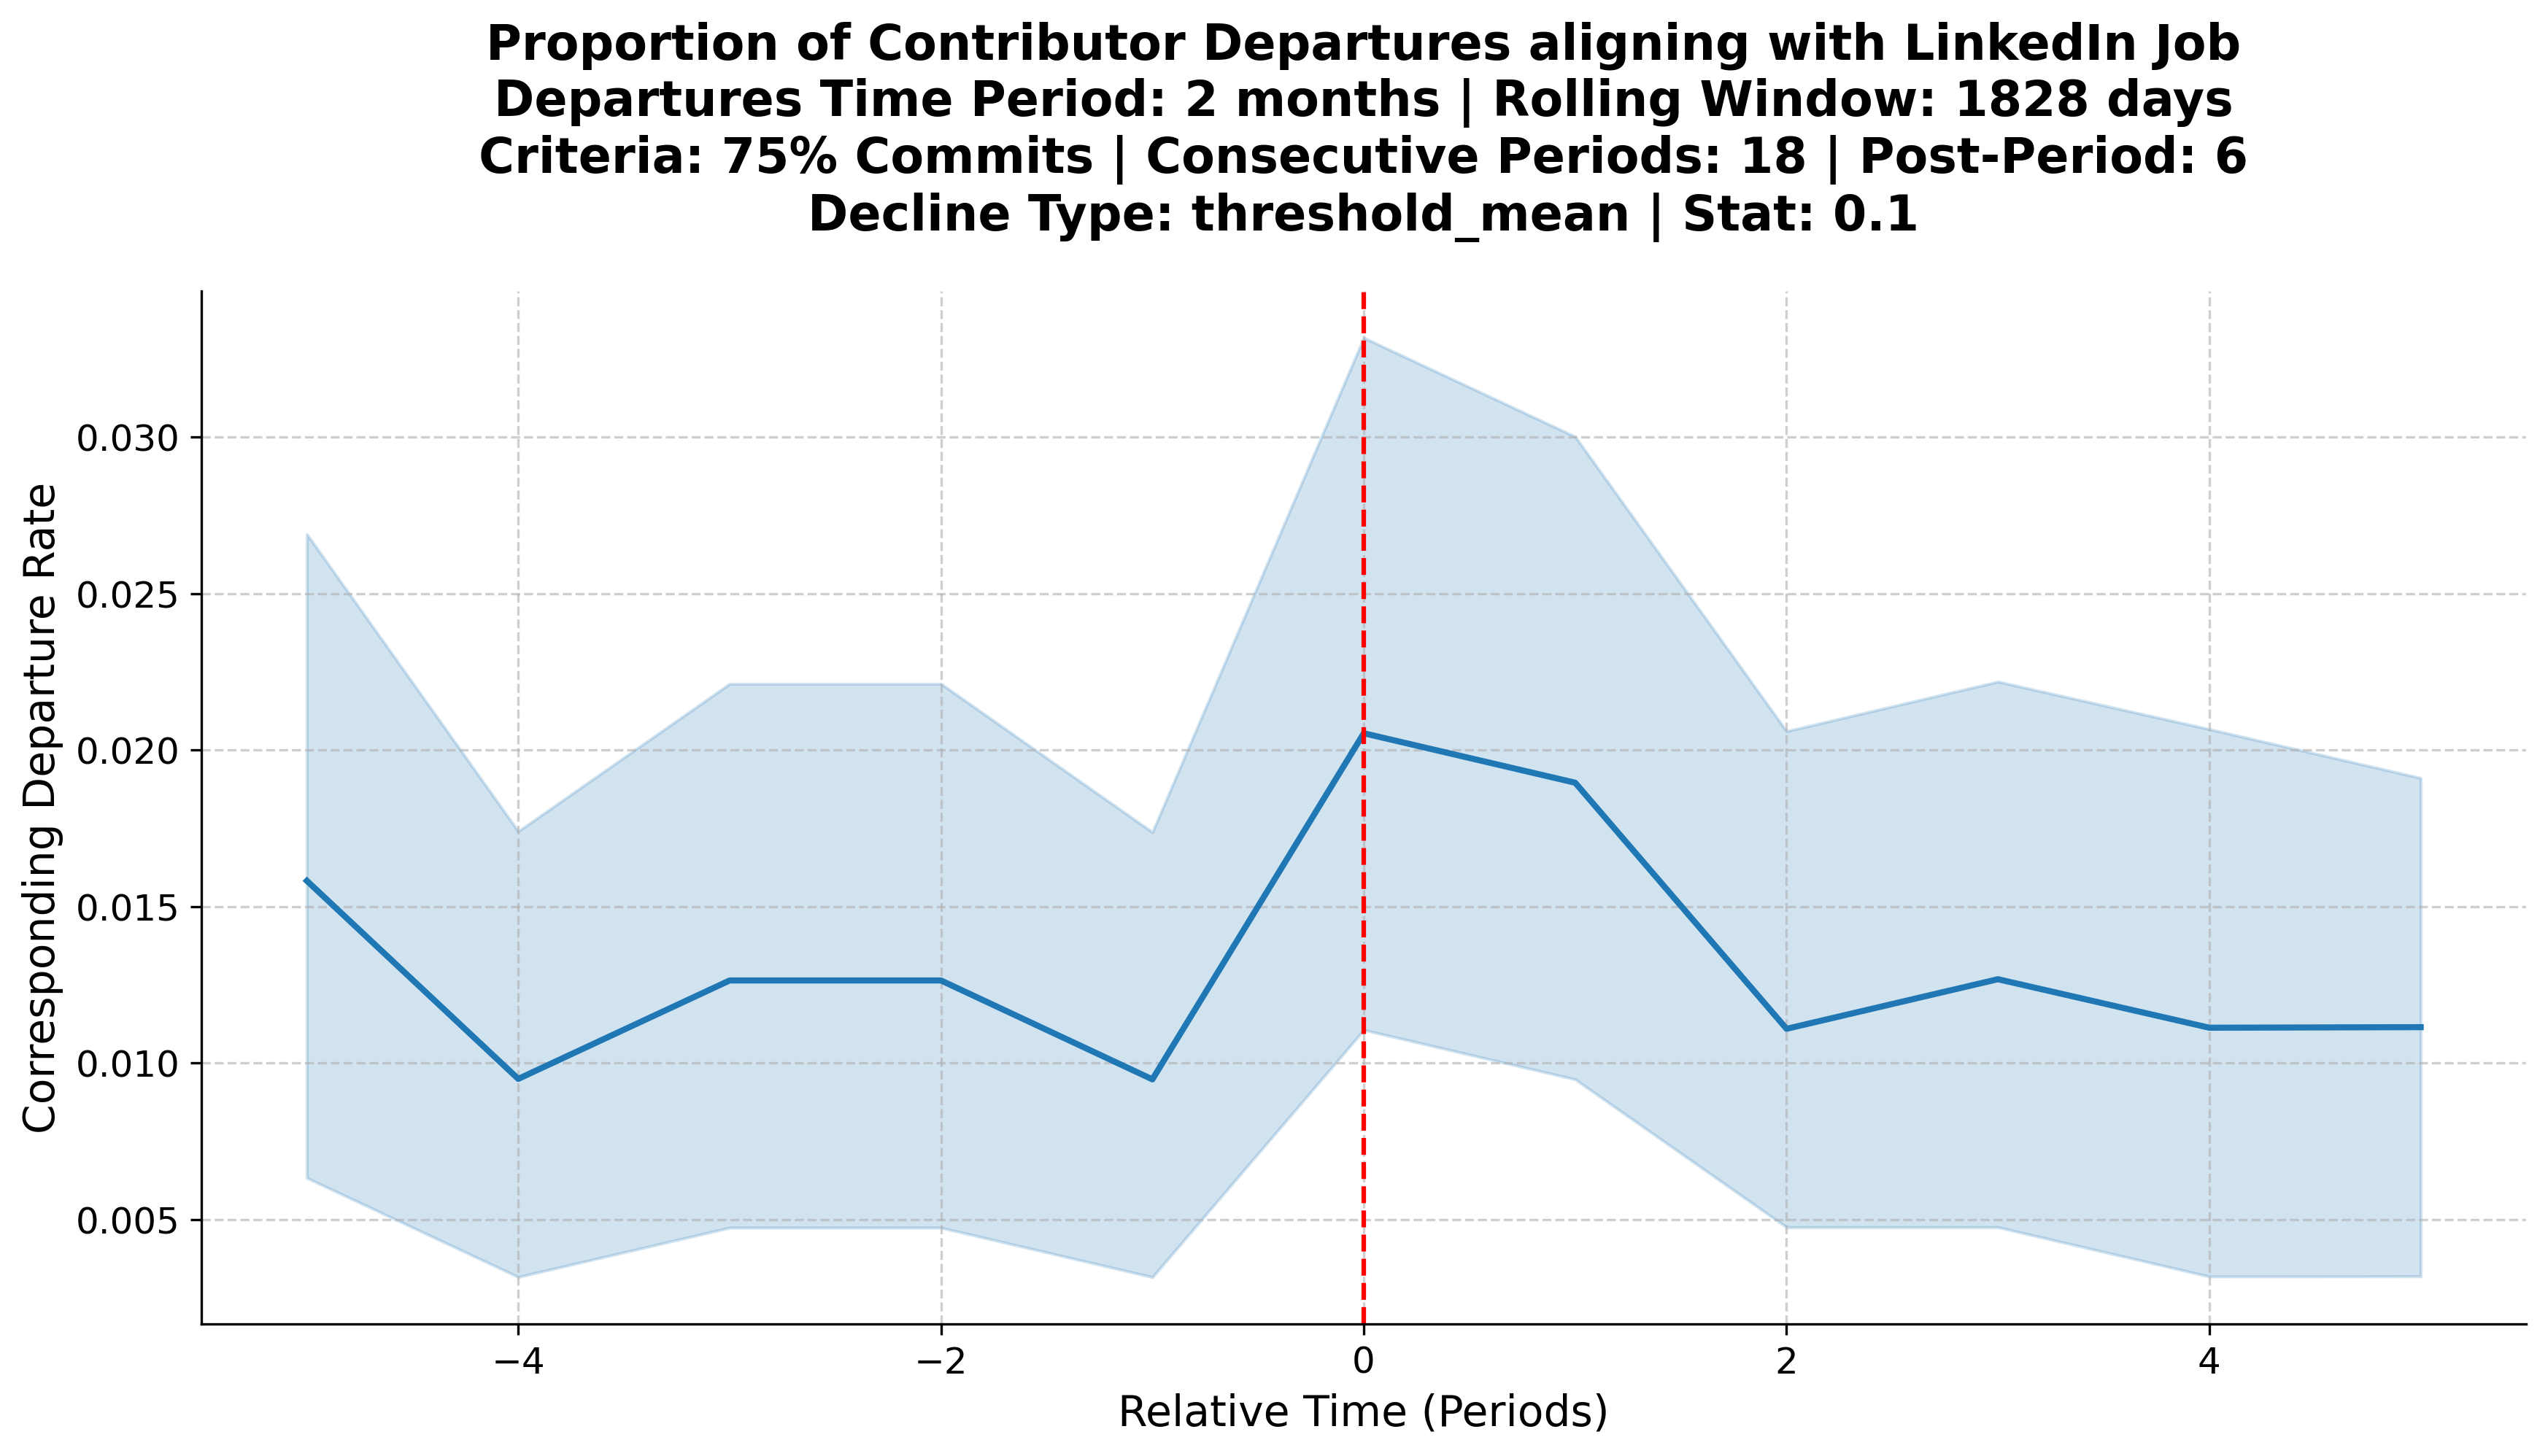 Proportion of Contributor Departures aligning with LinkedIn Job
Departures Time Period: 2 months | Rolling Window: 1828 days
Criteria: 75% Commits | Consecutive Periods: 18 | Post-Period: 6
Decline Type: threshold_mean | Stat: 0.1
Corresponding Departure Rate
0.030
0.025
0.020
0.015
0.010
0.005
−4
−2
0
2
4
Relative Time (Periods)